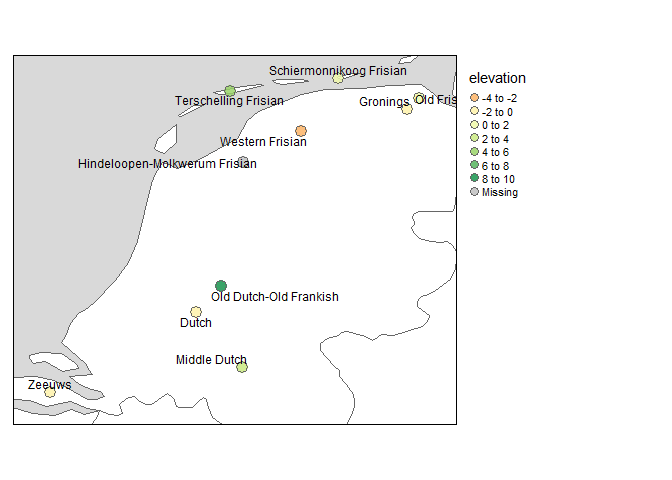 Schiermonnikoog Frisian
Terschelling Frisian
Gronings
Old Fris
Western Frisian
Hindeloopen-Molkwerum Frisian
Old Dutch-Old Frankish
Dutch
Middle Dutch
Zeeuws
elevation
-4 to -2
-2 to 0
0 to 2
2 to 4
4 to 6
6 to 8
8 to 10
Missing